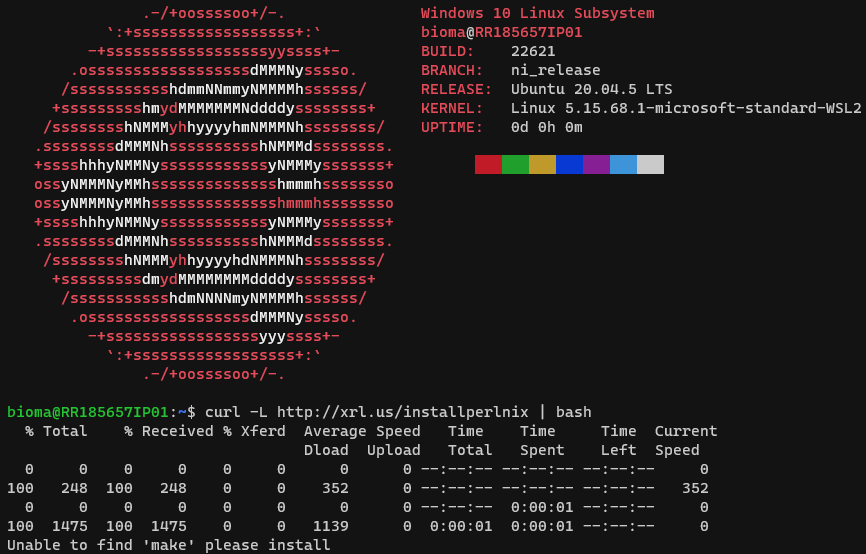 .-/+oossssoo+/-.
`:+ssssssssssssssssss+:`
-+ssssssssssssssssssyyssss+-
.ossssssssssssssssssdMMMNysssso.
/ssssssssssshdmmNNmmyNMMMMhssssss/
+ssssssssshmydMMMMMMMNddddyssssssss+
/sssssssshNMMMyhhyyyyhmNMMMNhssssssss/
.ssssssssdMMMNhsssssssssshNMMMdssssssss.
+sssshhhyNMMNyssssssssssssyNMMMysssssss+
ossyNMMMNyMMhsssssssssssssshmmmhssssssso
ossyNMMMNyMMhsssssssssssssshmmmhssssssso
+sssshhhyNMMNyssssssssssssyNMMMysssssss+
.ssssssssdMMMNhsssssssssshNMMMdssssssss.
/sssssssshNMMMyhhyyyyhdNMMMNhssssssss/
+sssssssssdmydMMMMMMMMddddyssssssss+
/ssssssssssshdmNNNNmyNMMMMhssssss/
.ossssssssssssssssssdMMMNysssso.
-+sssssssssssssssssyyyssss+-
`:+ssssssssssssssssss+:`
.-/+oossssoo+/-.
Windows 10 Linux Subsystem
bioma@RR185657IP01
BUILD: 22621
BRANCH: ni_release
RELEASE: Ubuntu 20.04.5 LTS
KERNEL: Linux 5.15.68.1-microsoft-standard-WSL2
UPTIME: 0d 0h 0m
bioma@RR185657IP01:~$ curl -L http://xrl.us/installperlnix | bash
% Total % Received % Xferd Average Speed Time Time Time Current
Dload Upload Total Spent Left Speed
0 0 0 0 0 0 0 0 --:--:-- --:--:-- --:--:-- 0
100 248 100 248 0 0 352 0 --:--:-- --:--:-- --:--:-- 352
0 0 0 0 0 0 0 0 --:--:-- 0:00:01 --:--:-- 0
100 1475 100 1475 0 0 1139 0 0:00:01 0:00:01 --:--:-- 0
Unable to find 'make' please install